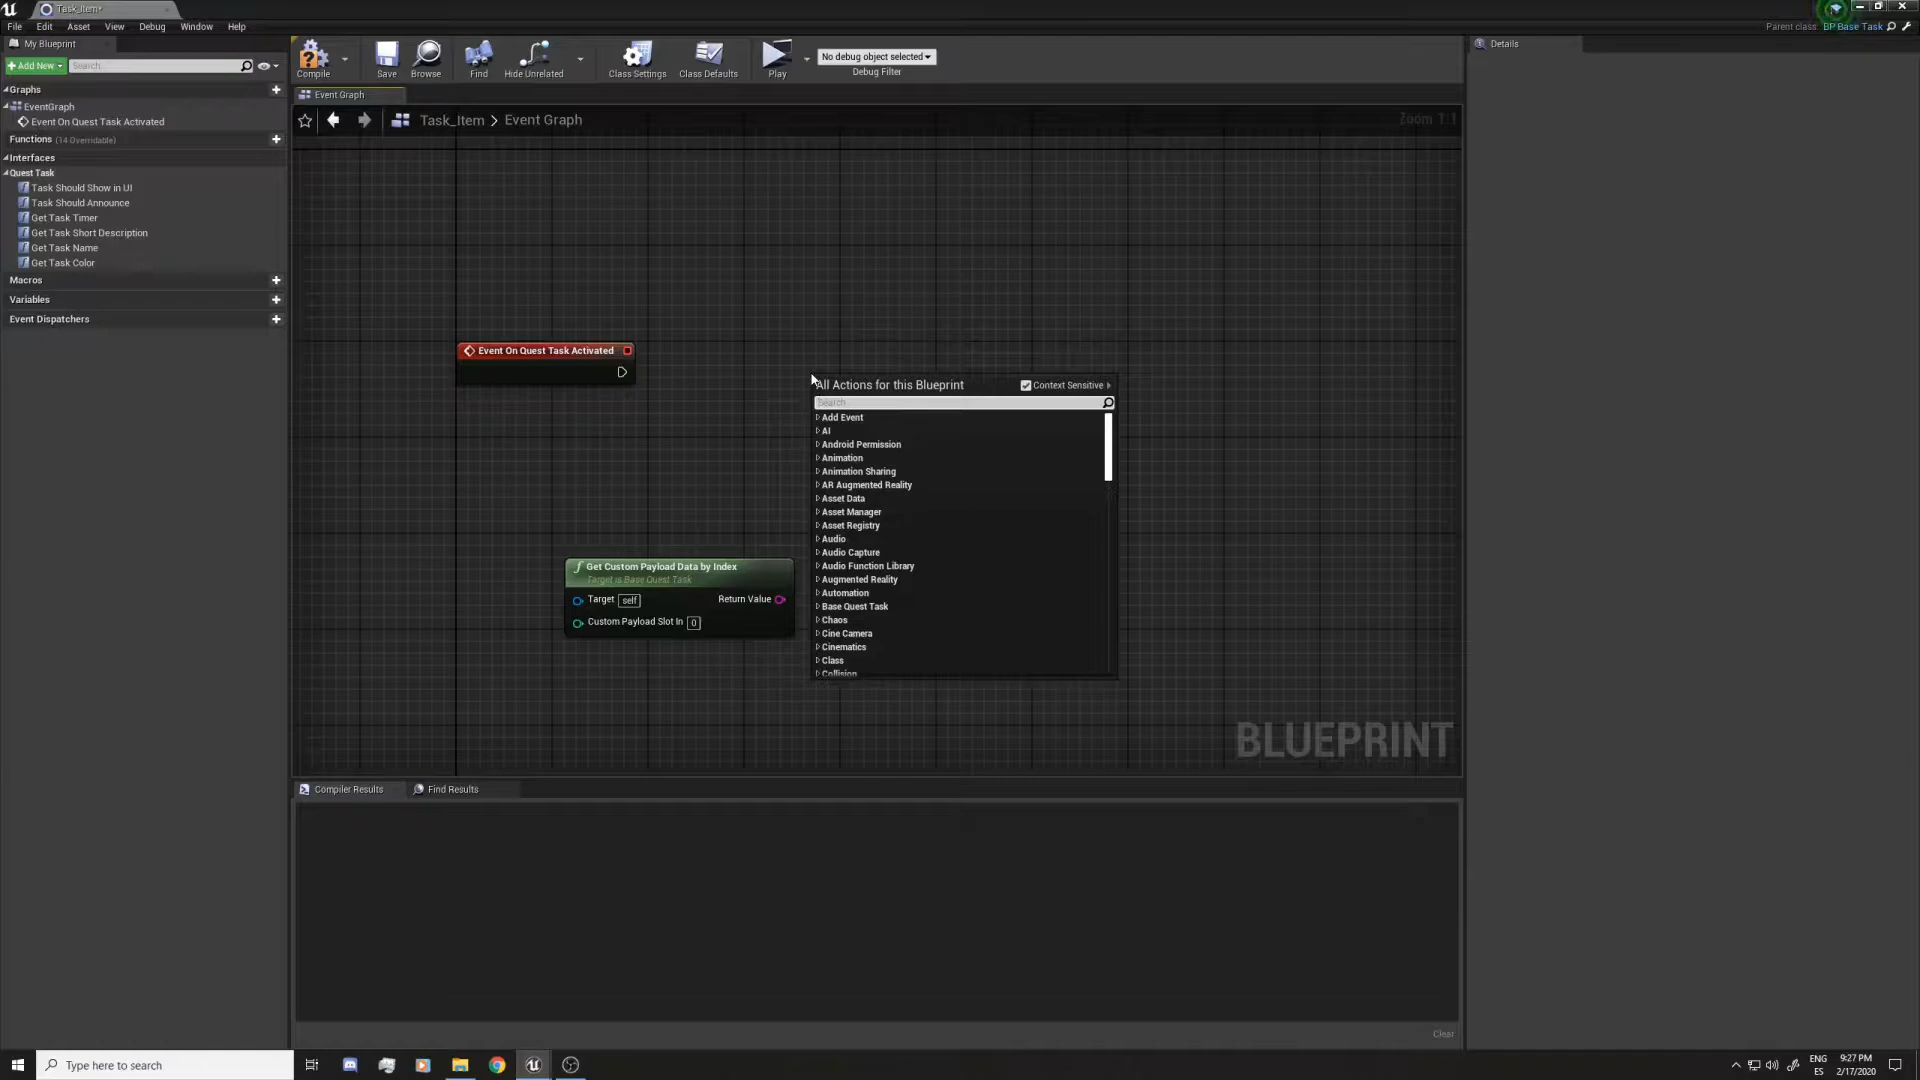 Task_Item*
File Edit Asset View Debug Window Help
Parent class: BP Base Task
My Blueprint
Add New
Search
Graphs
EventGraph
Event On Quest Task Activated
Functions (14 Overridable)
Interfaces
Quest Task
Task Should Show in UI
Task Should Announce
Get Task Timer
Get Task Short Description
Get Task Name
Get Task Color
Macros
Variables
Event Dispatchers
Compile
Save
Browse
Find
Hide Unrelated
Class Settings
Class Defaults
Play
No debug object selected
Debug Filter
Event Graph
Task_Item > Event Graph
Zoom 1:1
Event On Quest Task Activated
Get Custom Payload Data by Index
Target is Base Quest Task
Target self
Return Value
Custom Payload Slot In 0
All Actions for this Blueprint
Context Sensitive
Search
Add Event
AI
Android Permission
Animation
Animation Sharing
AR Augmented Reality
Asset Data
Asset Manager
Asset Registry
Audio
Audio Capture
Audio Function Library
Augmented Reality
Automation
Base Quest Task
Chaos
Cine Camera
Cinematics
Class
Collision
BLUEPRINT
Compiler Results
Find Results
Clear
Details
Type here to search
ENG
ES
9:27 PM
2/17/2020